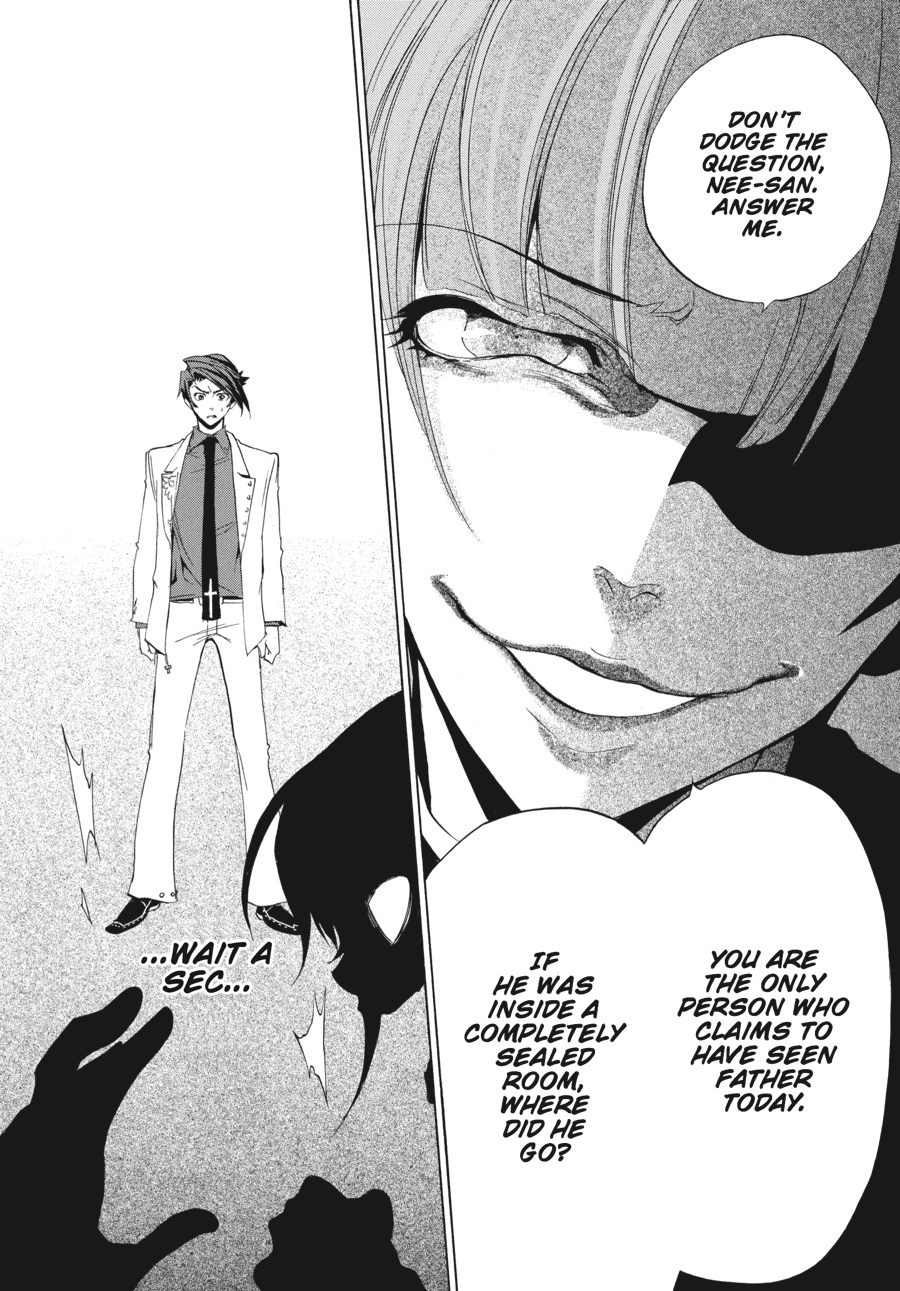 DON'T
DODGE THE
QUESTION,
NEE-SAN.
ANSWER
ME.
YOU ARE
THE ONLY
PERSON WHO
CLAIMS TO
HAVE SEEN
FATHER
TODAY.
IF
HE WAS
INSIDE A
COMPLETELY
SEALED
ROOM,
WHERE
DID HE
GO?
...WAIT A
SEC...